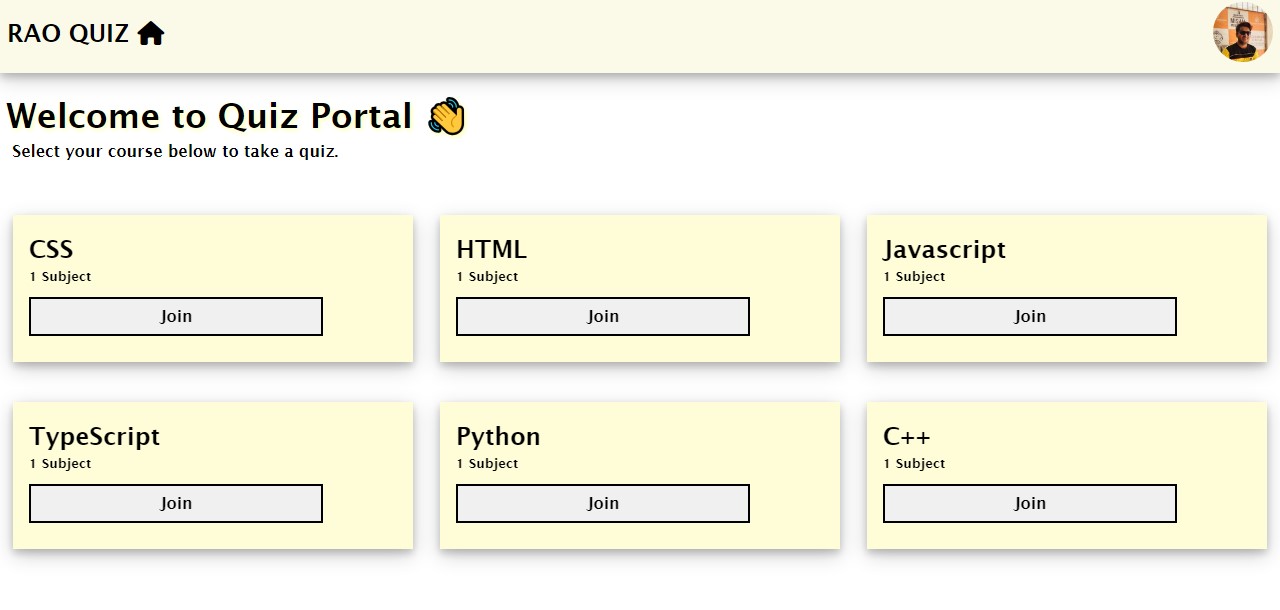 RAO QUIZ
Welcome to Quiz Portal 👋
Select your course below to take a quiz.
CSS
1 Subject
Join
HTML
1 Subject
Join
Javascript
1 Subject
Join
TypeScript
1 Subject
Join
Python
1 Subject
Join
C++
1 Subject
Join